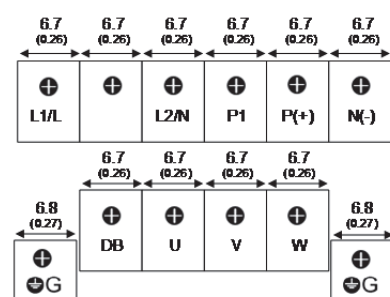 6.7 6.7 6.7 6.7 6.7 6.7
(0.26) (0.26) (0.26) (0.26) (0.26) (0.26)
L1/L L2/N P1 P(+) N(-)
6.7 6.7 6.7 6.7
(0.26) (0.26) (0.26) (0.26)
6.8 6.8
(0.27) (0.27)
DB U V W
G G